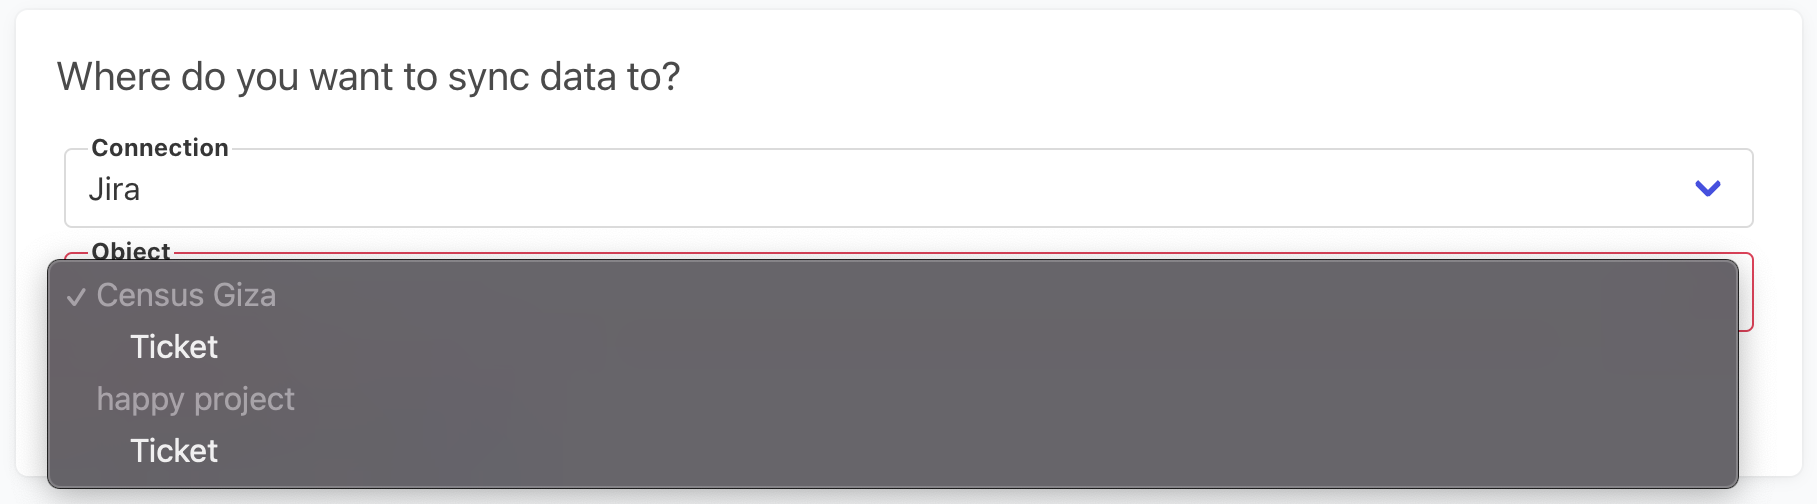 Where do you want to sync data to?
Connection
Jira
Object
✓ Census Giza
Ticket
happy project
Ticket